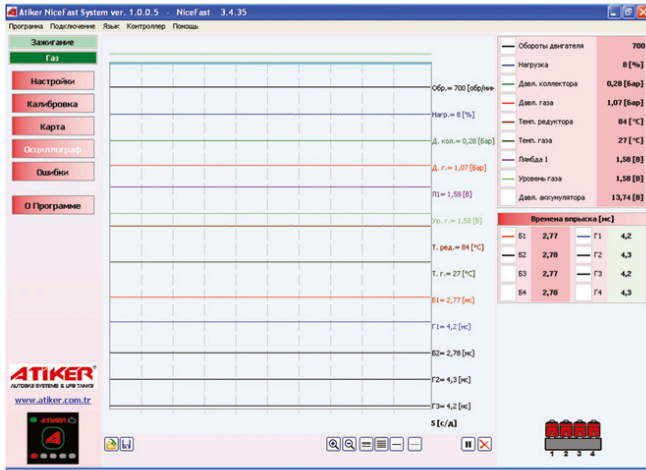 Atiker NiceFast System ver. 1.0.0.5 - NiceFast 3.4.35
Программа Подключение Язык Контроллер Помощь
Зажигание
Газ
Настройки
Калибровка
Карта
Осциллограф
Ошибки
О Программе
ATIKER
AUTOGAS SYSTEMS & LPG TANKS
www.atiker.com.tr
ATIKER
Обр.= 700 [обр/мин
Нагр.= 8 [%]
Д. кол.= 0,28 [Бар]
Д. г.= 1,07 [Бар]
Л1= 1,58 [В]
Ур. г.= 1,58 [В]
Т. ред.= 84 [°C]
Т. г.= 27 [°C]
Б1= 2,77 [мс]
Г1= 4,2 [мс]
Б2= 2,78 [мс]
Г2= 4,3 [мс]
Г3= 4,2 [мс]
5 [с/д]
Обороты двигателя 700
Нагрузка 8 [%]
Давл. коллектора 0,28 [Бар]
Давл. газа 1,07 [Бар]
Темп. редуктора 84 [°C]
Темп. газа 27 [°C]
Лямбда 1 1,58 [В]
Уровень газа 1,58 [В]
Давл. аккумулятора 13,74 [В]
Времена впрыска [мс]
Б1 2,77 Г1 4,2
Б2 2,78 Г2 4,3
Б3 2,77 Г3 4,2
Б4 2,78 Г4 4,3
1 2 3 4